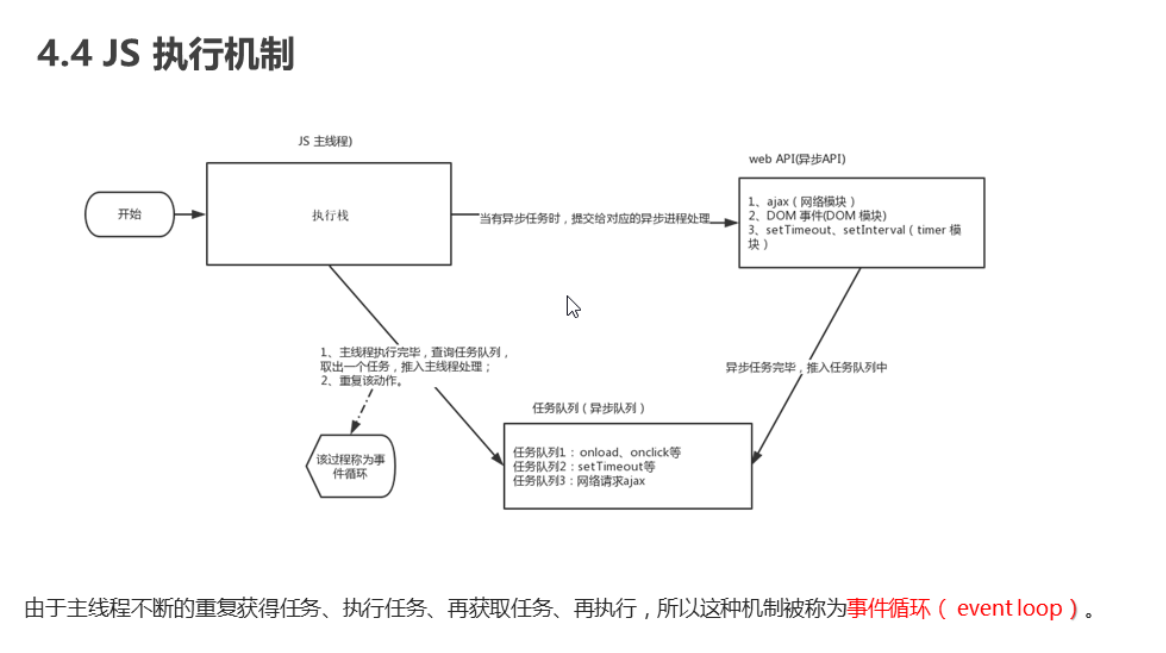 4.4 JS 执行机制
JS 主线程)
web API(异步API)
开始
执行栈
当有异步任务时，提交给对应的异步进程处理
1、ajax（网络模块）
2、DOM 事件(DOM 模块)
3、setTimeout、setInterval（timer 模
块）
1、主线程执行完毕，查询任务队列，
取出一个任务，推入主线程处理；
2、重复该动作。
异步任务完毕，推入任务队列中
任务队列（异步队列）
该过程称为事
件循环
任务队列1：onload、onclick等
任务队列2：setTimeout等
任务队列3：网络请求ajax
由于主线程不断的重复获得任务、执行任务、再获取任务、再执行，所以这种机制被称为事件循环（ event loop）。